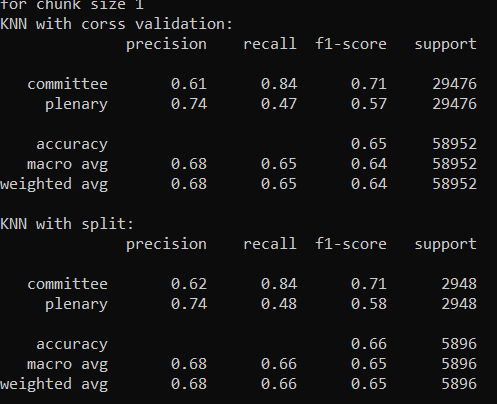 for chunk size 1
KNN with corss validation:
precision recall f1-score support
committee 0.61 0.84 0.71 29476
plenary 0.74 0.47 0.57 29476
accuracy 0.65 58952
macro avg 0.68 0.65 0.64 58952
weighted avg 0.68 0.65 0.64 58952
KNN with split:
precision recall f1-score support
committee 0.62 0.84 0.71 2948
plenary 0.74 0.48 0.58 2948
accuracy 0.66 5896
macro avg 0.68 0.66 0.65 5896
weighted avg 0.68 0.66 0.65 5896